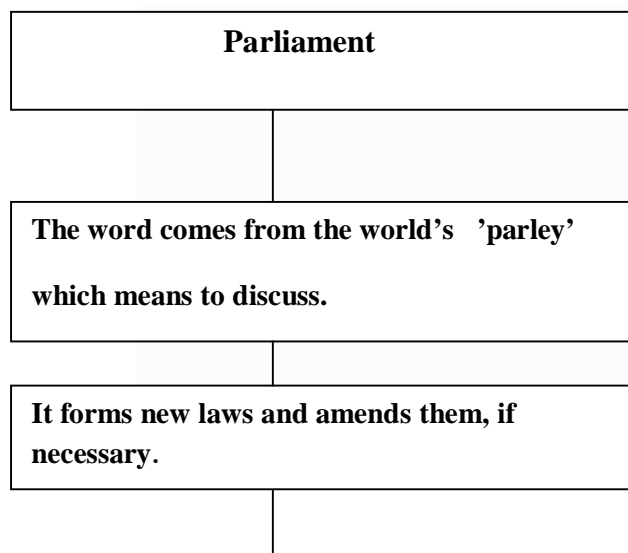 Parliament
The word comes from the world's ’parley’
which means to discuss.
It forms new laws and amends them, if
necessary.